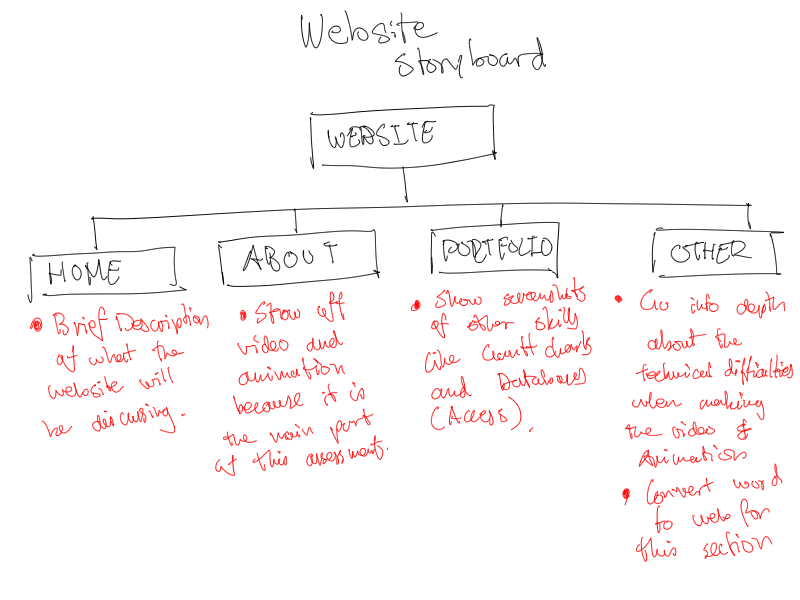 Website
Storyboard
WEBSITE
HOME
• Brief Description
of what the
website will
be discussing.
ABOUT
• Show off
video and
animation
because it is
the main part
of this assessment.
PORTFOLIO
• Show screenshots
of other skills
like Gantt charts
and Databases
(Access).
OTHER
• Go into depth
about the
technical difficulties
when making
the video &
Animation
• Convert word
to web for
this section